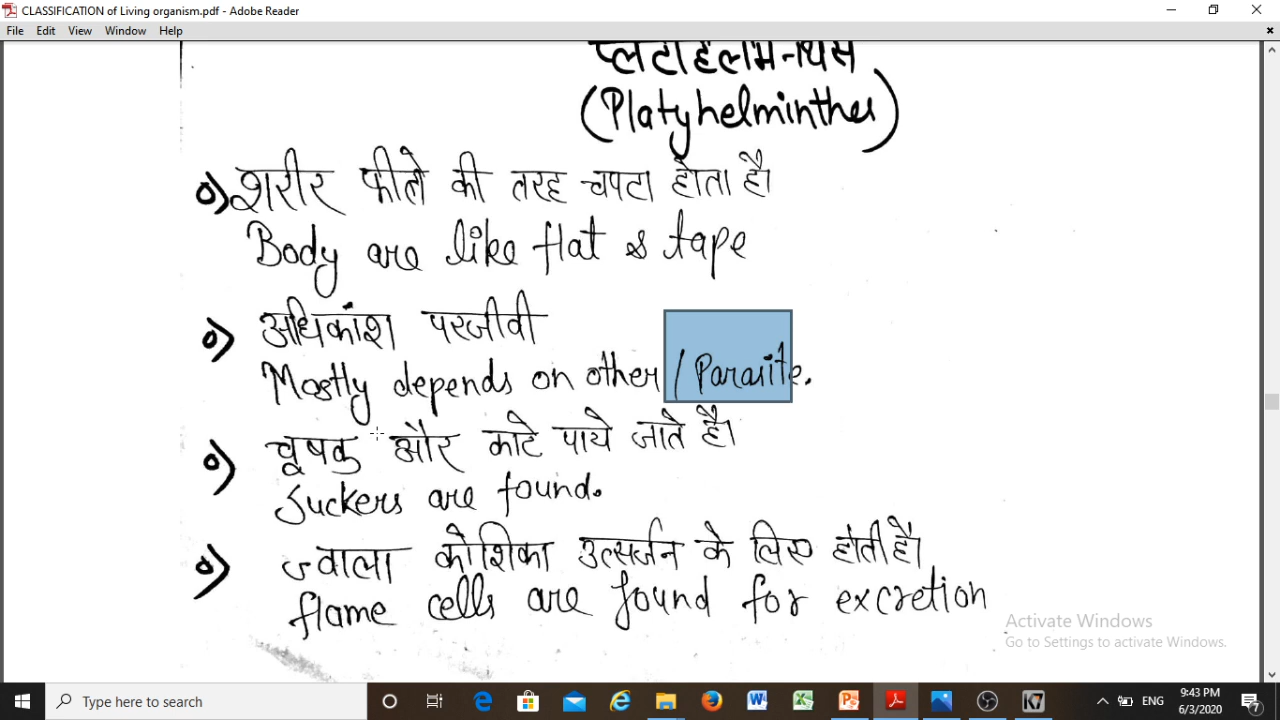 CLASSIFICATION of Living organism.pdf - Adobe Reader
File Edit View Window Help
प्लेटीहेल्मिन्थिस
(Platyhelminthes)
शरीर फीते की तरह चपटा होता है।
Body are like flat & tape
अधिकांश परजीवी
Mostly depends on other / Parasite.
चूषक और काटे पाये जाते है।
Suckers are found.
ज्वाला कोशिका उत्सर्जन के लिए होती है।
flame cells are found for excretion
Activate Windows
Go to Settings to activate Windows.
Type here to search
ENG
9:43 PM
6/3/2020